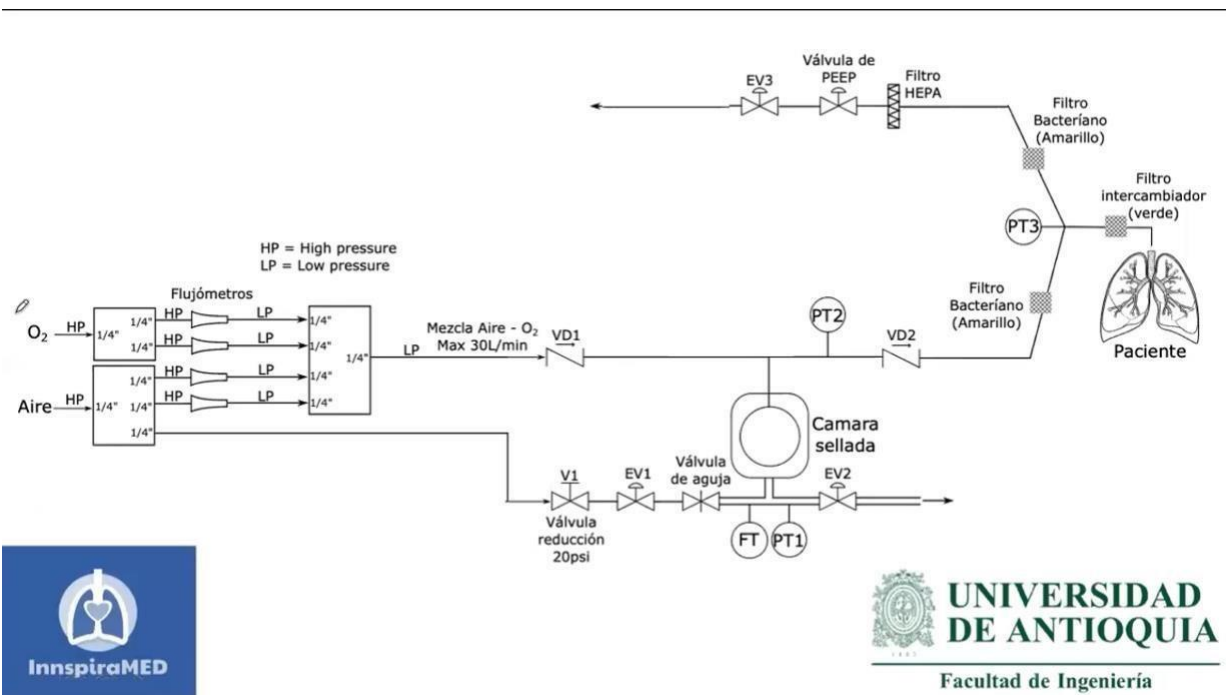 Válvula de
PEEP
EV3
Filtro
HEPA
Filtro
Bacteríano
(Amarillo)
Filtro
intercambiador
(verde)
PT3
Paciente
HP = High pressure
LP = Low pressure
Flujómetros
O₂
HP
1/4"
1/4"
1/4"
HP
LP
HP
LP
1/4"
1/4"
1/4"
1/4"
1/4"
Aire
HP
1/4"
1/4"
1/4"
1/4"
HP
LP
HP
LP
LP
Mezcla Aire - O₂
Max 30L/min
VD1
PT2
VD2
Filtro
Bacteríano
(Amarillo)
Camara
sellada
V1
Válvula
reducción
20psi
EV1
Válvula
de aguja
EV2
FT
PT1
InnspiraMED
UNIVERSIDAD
DE ANTIOQUIA
Facultad de Ingeniería